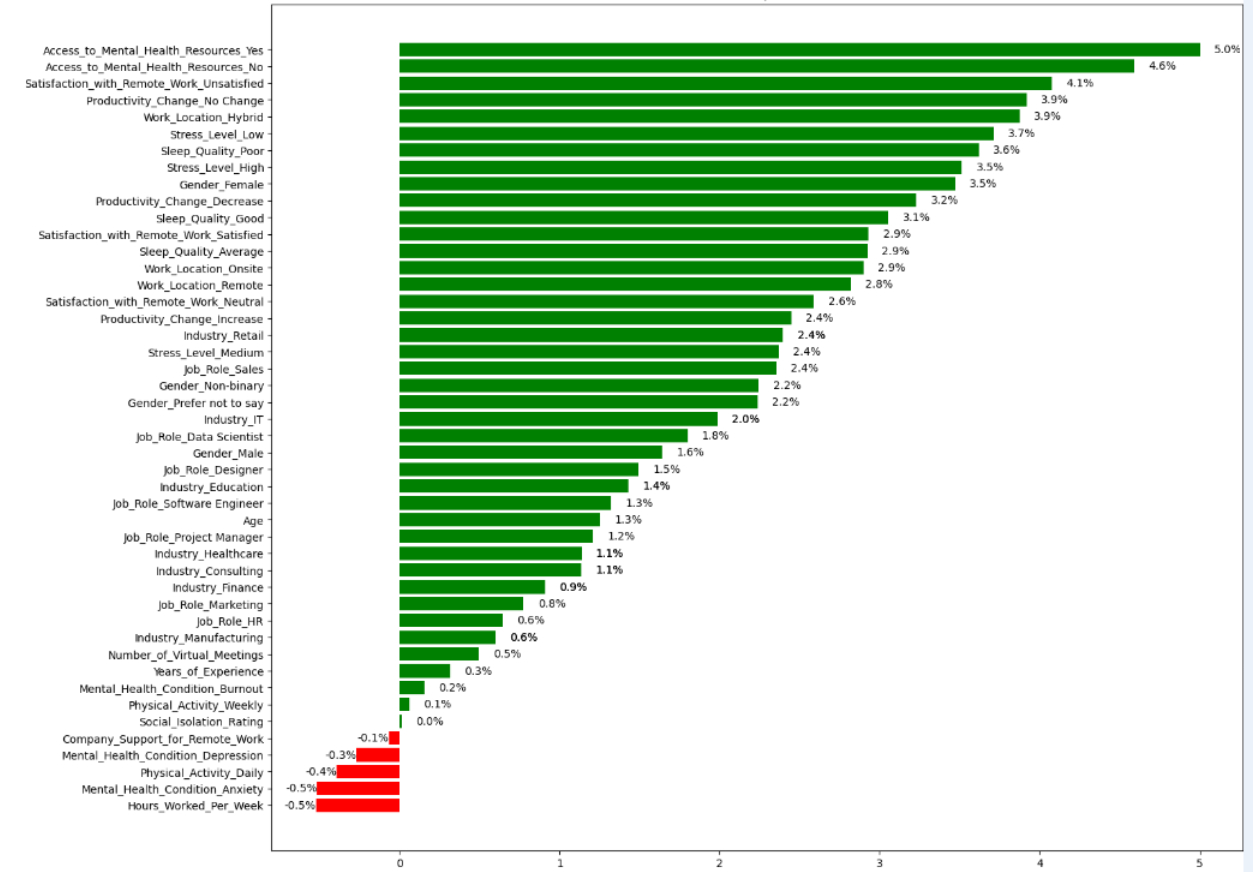 Access_to_Mental_Health_Resources_Yes 5.0%
Access_to_Mental_Health_Resources_No 4.6%
Satisfaction_with_Remote_Work_Unsatisfied 4.1%
Productivity_Change_No Change 3.9%
Work_Location_Hybrid 3.9%
Stress_Level_Low 3.7%
Sleep_Quality_Poor 3.6%
Stress_Level_High 3.5%
Gender_Female 3.5%
Productivity_Change_Decrease 3.2%
Sleep_Quality_Good 3.1%
Satisfaction_with_Remote_Work_Satisfied 2.9%
Sleep_Quality_Average 2.9%
Work_Location_Onsite 2.9%
Work_Location_Remote 2.8%
Satisfaction_with_Remote_Work_Neutral 2.6%
Productivity_Change_Increase 2.4%
Industry_Retail 2.4%
Stress_Level_Medium 2.4%
Job_Role_Sales 2.4%
Gender_Non-binary 2.2%
Gender_Prefer not to say 2.2%
Industry_IT 2.0%
Job_Role_Data Scientist 1.8%
Gender_Male 1.6%
Job_Role_Designer 1.5%
Industry_Education 1.4%
Job_Role_Software Engineer 1.3%
Age 1.3%
Job_Role_Project Manager 1.2%
Industry_Healthcare 1.1%
Industry_Consulting 1.1%
Industry_Finance 0.9%
Job_Role_Marketing 0.8%
Job_Role_HR 0.6%
Industry_Manufacturing 0.6%
Number_of_Virtual_Meetings 0.5%
Years_of_Experience 0.3%
Mental_Health_Condition_Burnout 0.2%
Physical_Activity_Weekly 0.1%
Social_Isolation_Rating 0.0%
Company_Support_for_Remote_Work -0.1%
Mental_Health_Condition_Depression -0.3%
Physical_Activity_Daily -0.4%
Mental_Health_Condition_Anxiety -0.5%
Hours_Worked_Per_Week -0.5%
0 1 2 3 4 5